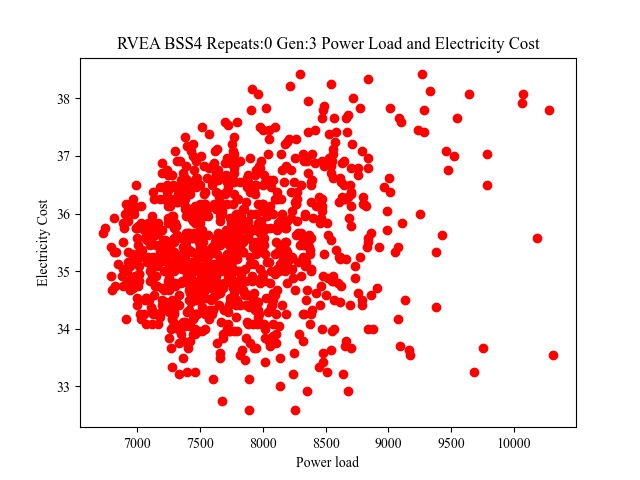 RVEA BSS4 Repeats:0 Gen:3 Power Load and Electricity Cost
38
37
36
35
34
33
Electricity Cost
7000 7500 8000 8500 9000 9500 10000
Power load